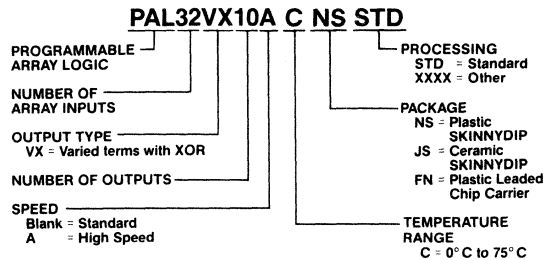 PAL32VX10A C NS STD
PROGRAMMABLE
ARRAY LOGIC
NUMBER OF
ARRAY INPUTS
OUTPUT TYPE
VX = Varied terms with XOR
NUMBER OF OUTPUTS
SPEED
Blank = Standard
A = High Speed
PROCESSING
STD = Standard
XXXX = Other
PACKAGE
NS = Plastic
SKINNYDIP
JS = Ceramic
SKINNYDIP
FN = Plastic Leaded
Chip Carrier
TEMPERATURE
RANGE
C = 0°C to 75°C